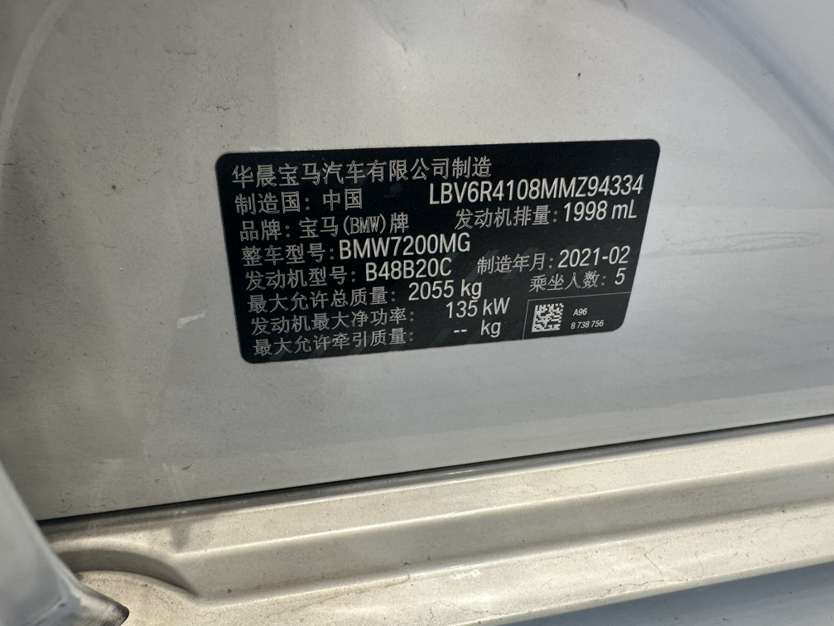 华晨宝马汽车有限公司制造
制造国：中国 LBV6R4108MMZ94334
品牌：宝马(BMW)牌 发动机排量：1998 mL
整车型号：BMW7200MG
发动机型号：B48B20C 制造年月：2021-02
最大允许总质量：2055 kg 乘坐人数：5
发动机最大净功率：135 kW
最大允许牵引质量：-- kg
A96
8 738 756